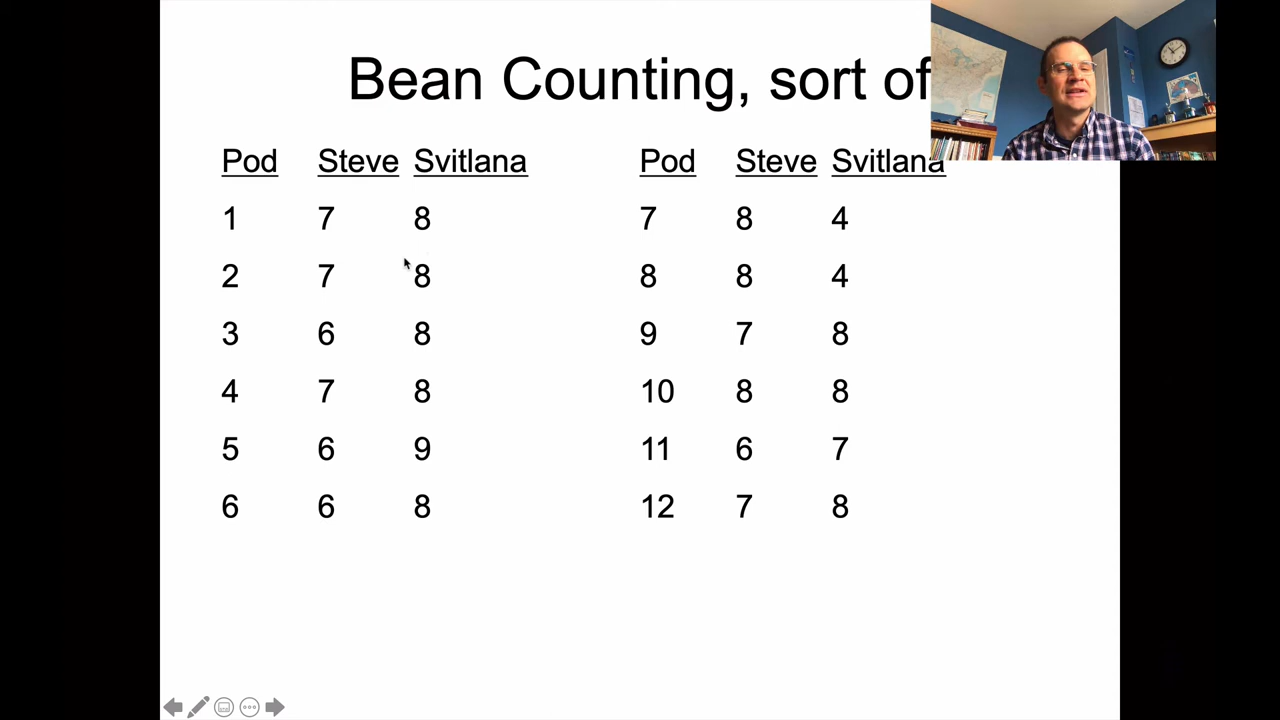 Bean Counting, sort of
Pod Steve Svitlana
1 7 8
2 7 8
3 6 8
4 7 8
5 6 9
6 6 8
Pod Steve Svitlana
7 8 4
8 8 4
9 7 8
10 8 8
11 6 7
12 7 8